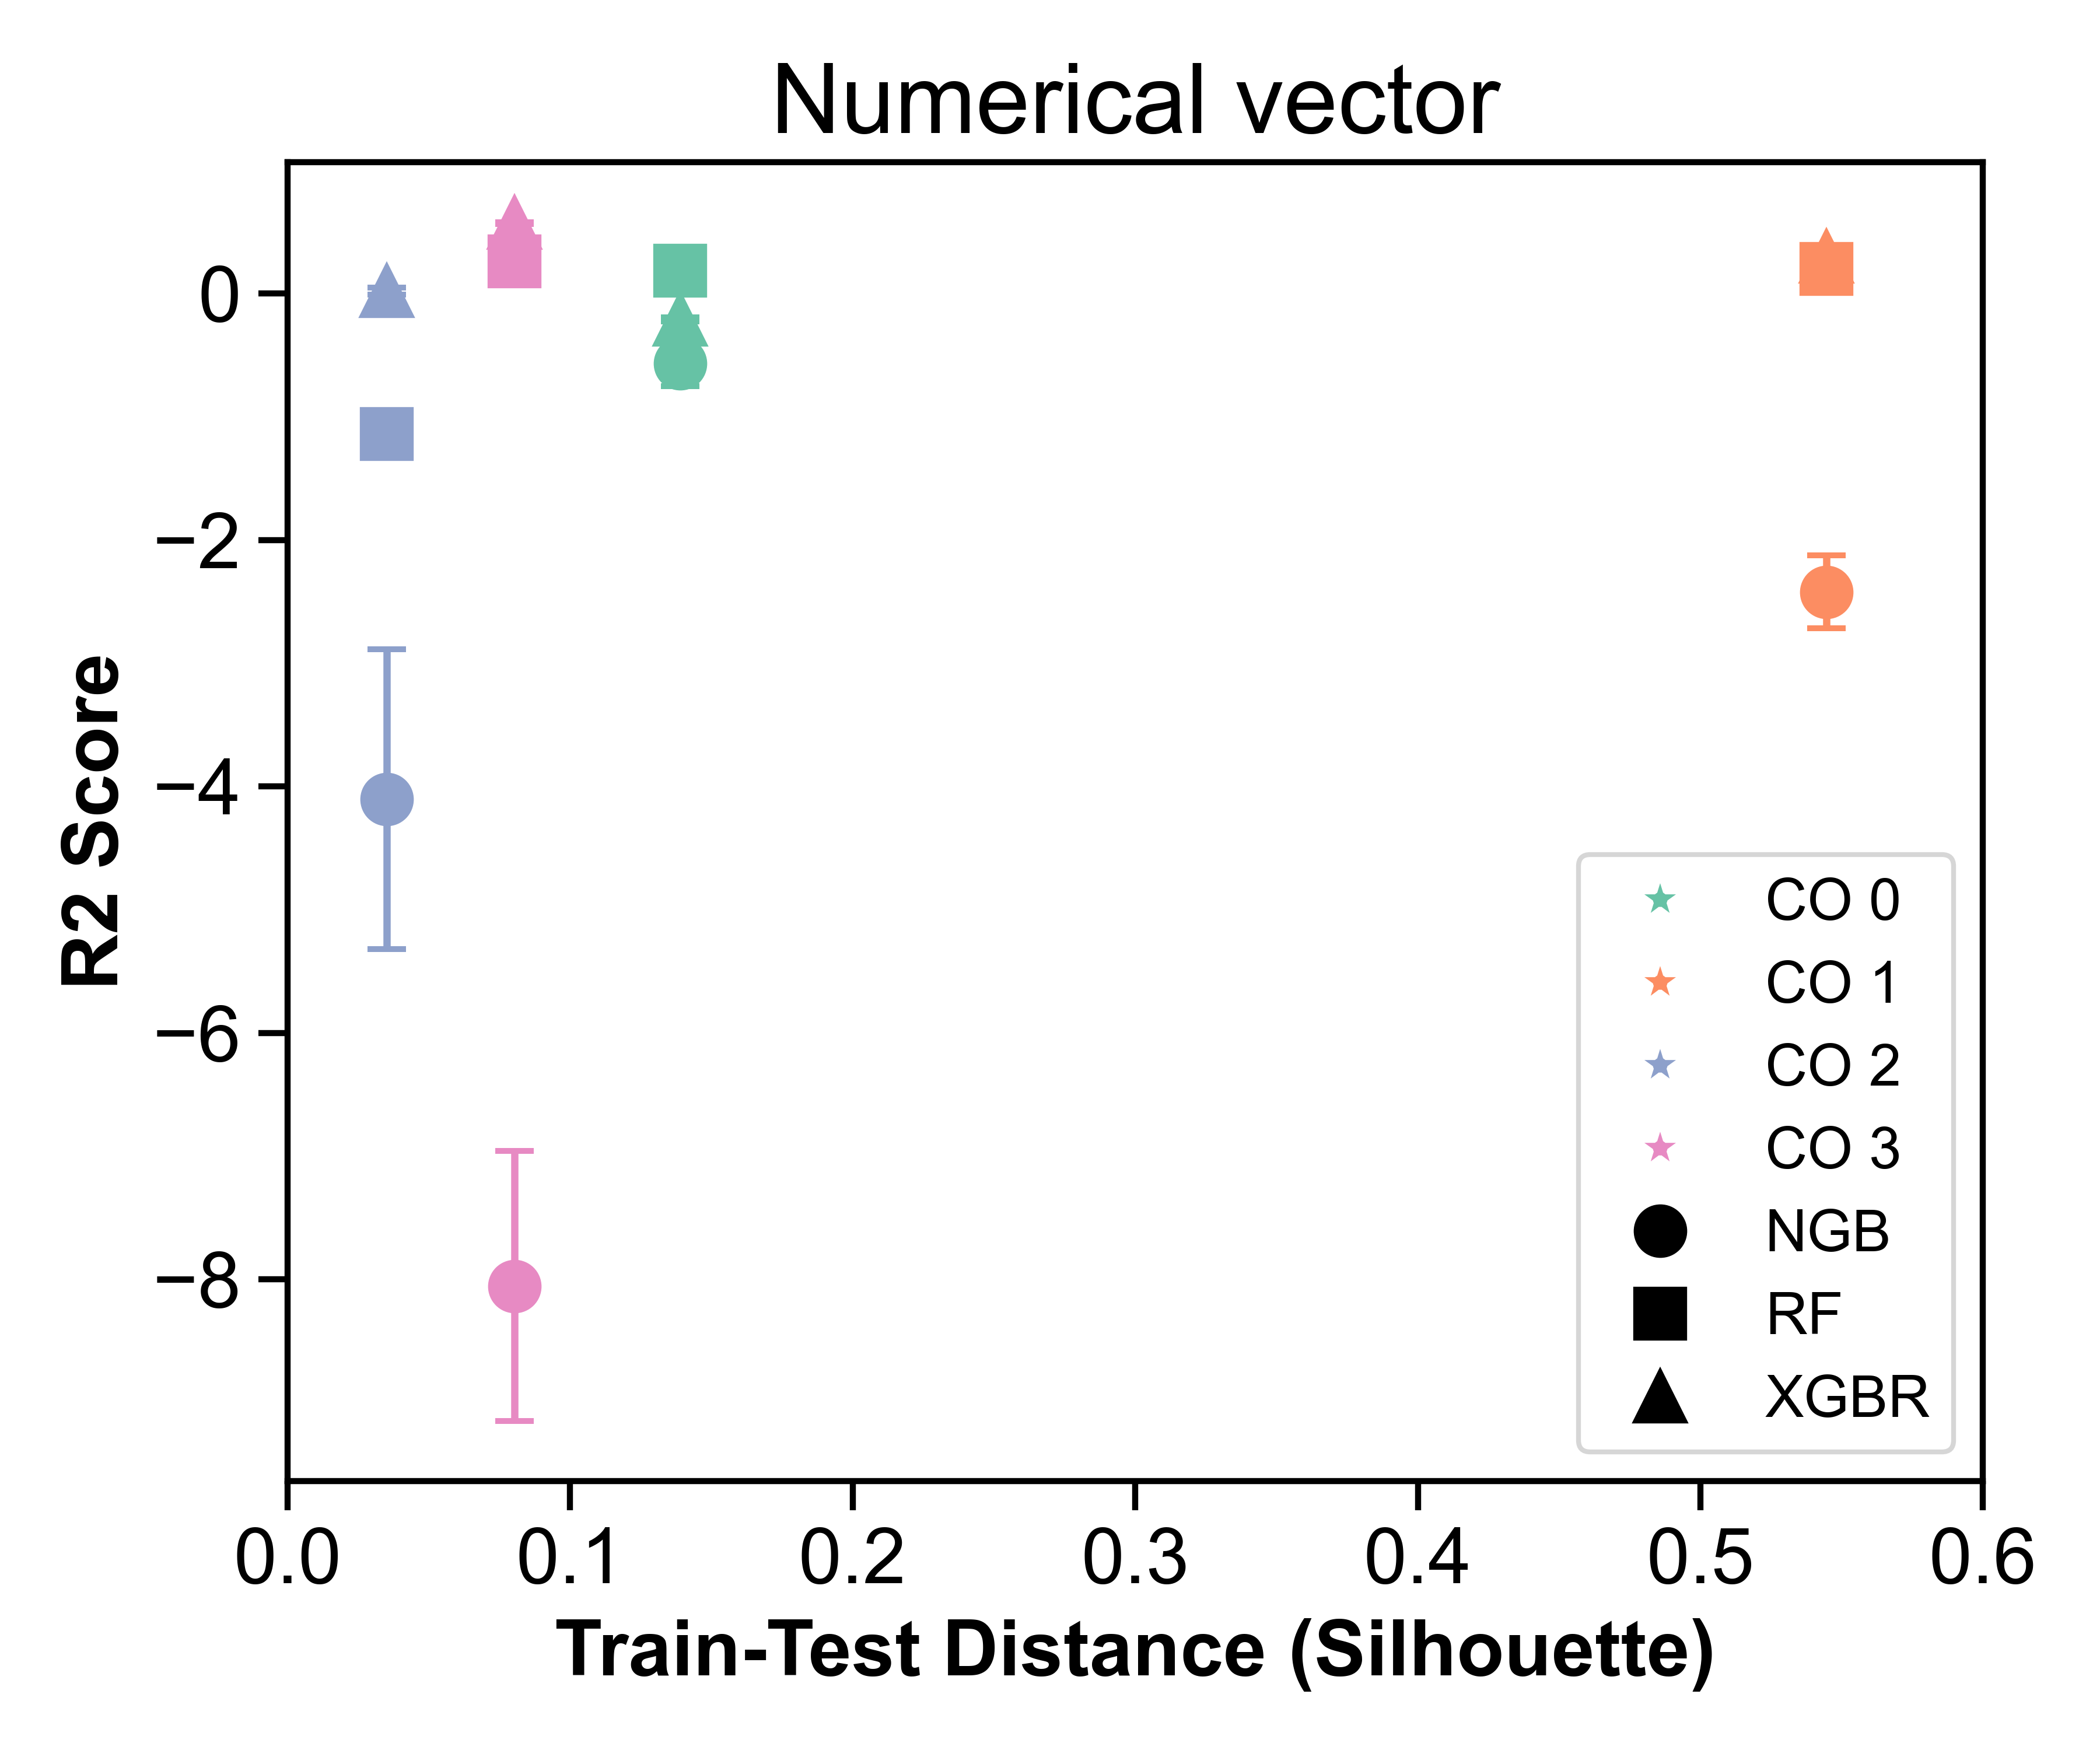 Numerical vector
R2 Score
0
−2
−4
−6
−8
CO 0
CO 1
CO 2
CO 3
NGB
RF
XGBR
0.0 0.1 0.2 0.3 0.4 0.5 0.6
Train-Test Distance (Silhouette)